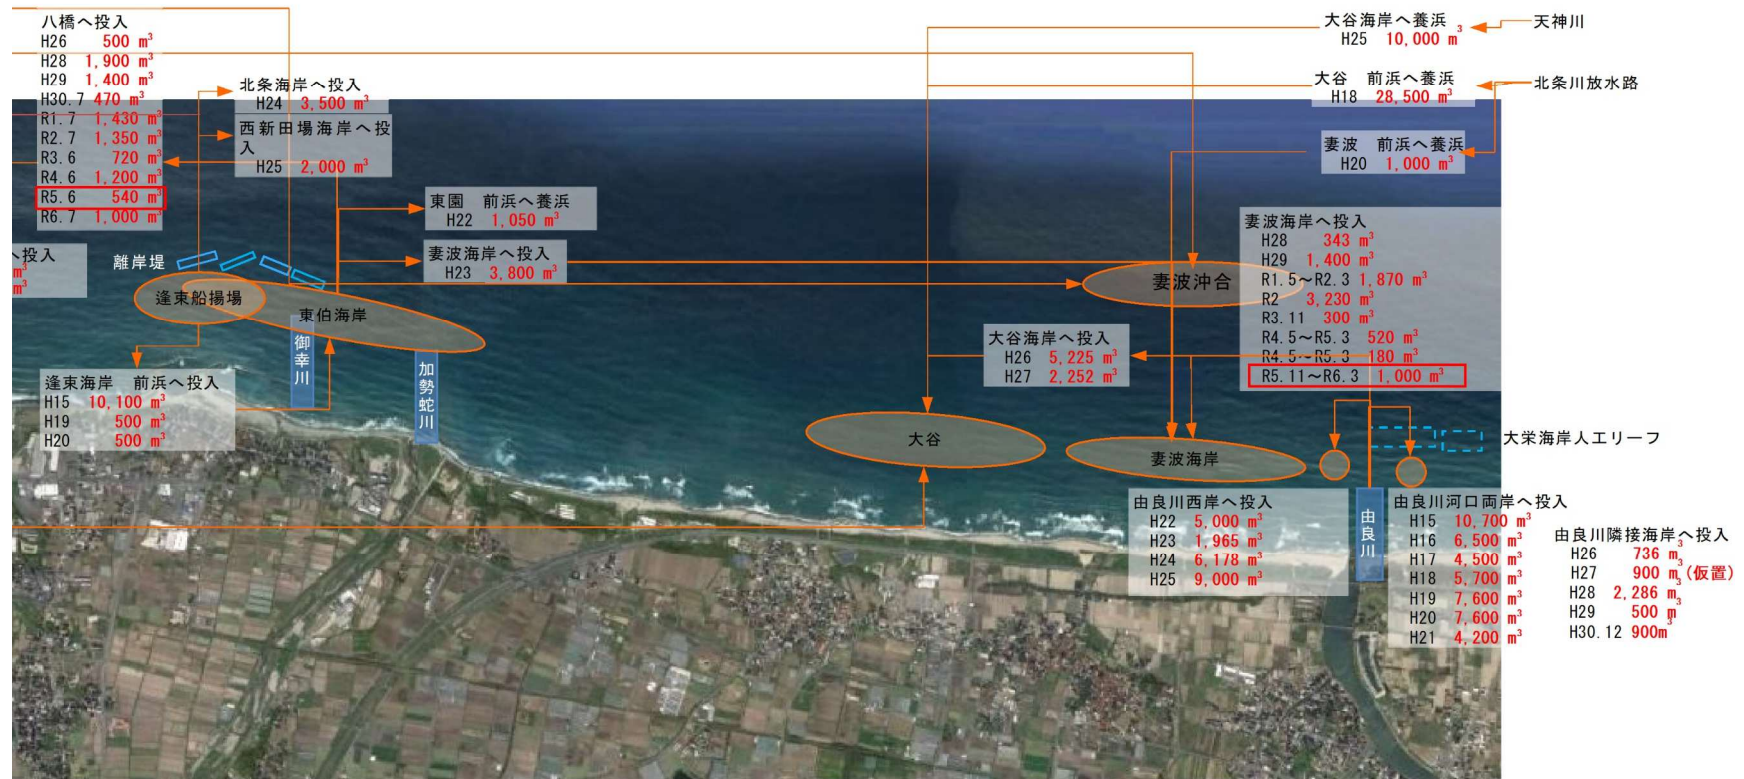 八橋へ投入
H26 500 m³
H28 1,900 m³
H29 1,400 m³
H30.7 470 m³
R1.7 1,430 m³
R2.7 1,350 m³
R3.6 720 m³
R4.6 1,200 m³
R5.6 540 m³
R6.7 1,000 m³
へ投入
m³
m³
北条海岸へ投入
H24 3,500 m³
西新田場海岸へ投
入
H25 2,000 m³
東園 前浜へ養浜
H22 1,050 m³
妻波海岸へ投入
H23 3,800 m³
離岸堤
逢束船揚場
東伯海岸
御幸川
加勢蛇川
逢束海岸 前浜へ投入
H15 10,100 m³
H19 500 m³
H20 500 m³
大谷海岸へ養浜
H25 10,000 m³
天神川
大谷 前浜へ養浜
H18 28,500 m³
北条川放水路
妻波 前浜へ養浜
H20 1,000 m³
妻波沖合
妻波海岸へ投入
H28 343 m³
H29 1,400 m³
R1.5～R2.3 1,870 m³
R2 3,230 m³
R3.11 300 m³
R4.5～R5.3 520 m³
R4.5～R5.3 180 m³
R5.11～R6.3 1,000 m³
大谷海岸へ投入
H26 5,225 m³
H27 2,252 m³
大谷
妻波海岸
大栄海岸人工リーフ
由良川西岸へ投入
H22 5,000 m³
H23 1,965 m³
H24 6,178 m³
H25 9,000 m³
由良川
由良川河口両岸へ投入
H15 10,700 m³
H16 6,500 m³
H17 4,500 m³
H18 5,700 m³
H19 7,600 m³
H20 7,600 m³
H21 4,200 m³
由良川隣接海岸へ投入
H26 736 m³
H27 900 m³(仮置)
H28 2,286 m³
H29 500 m³
H30.12 900m³